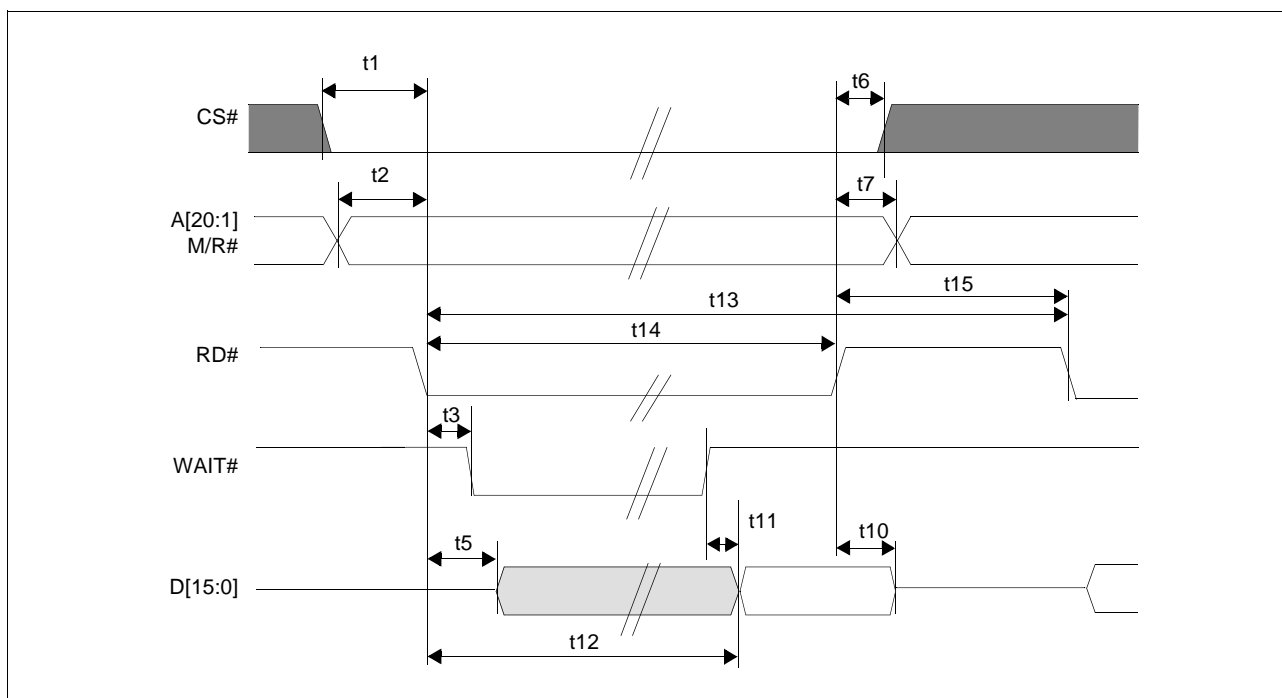 t1
t6
CS#
t2
t7
A[20:1]
M/R#
t15
t13
t14
RD#
t3
WAIT#
t11
t5
t10
D[15:0]
t12